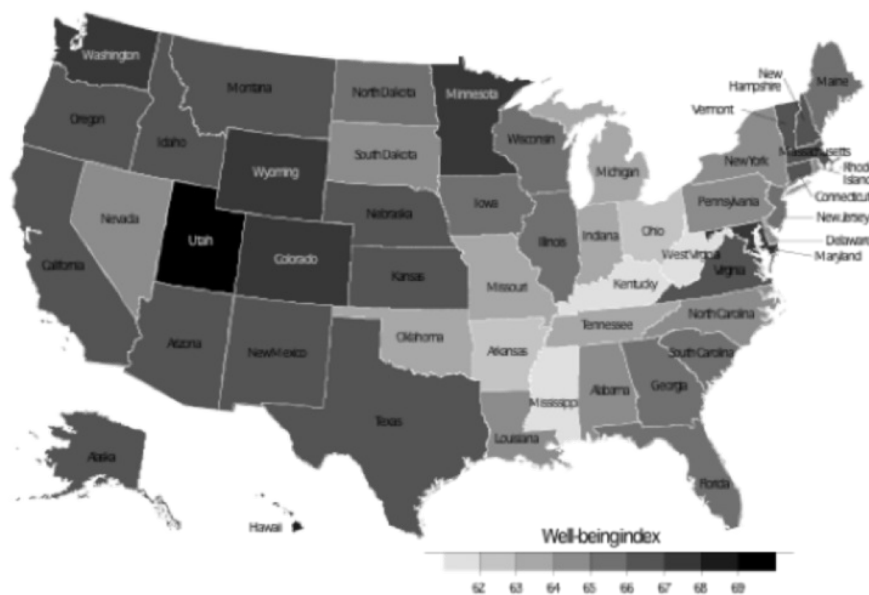 Washington
Montana
North Dakota
Minnesota
New
Hampshire
Maine
Vermont
Oregon
Idaho
South Dakota
Wisconsin
Massachusetts
Wyoming
Michigan
New York
Rhod
Island
Connecticut
Nevada
Nebraska
Iowa
Pennsylvania
New Jersey
Utah
Colorado
Illinois
Indiana
Ohio
Delaware
Maryland
West Virginia
Virginia
California
Kansas
Missouri
Kentucky
North Carolina
Arizona
New Mexico
Oklahoma
Arkansas
Tennessee
South Carolina
Mississippi
Alabama
Georgia
Texas
Louisiana
Alaska
Florida
Hawaii
Well-beingindex
62 63 64 65 66 67 68 69